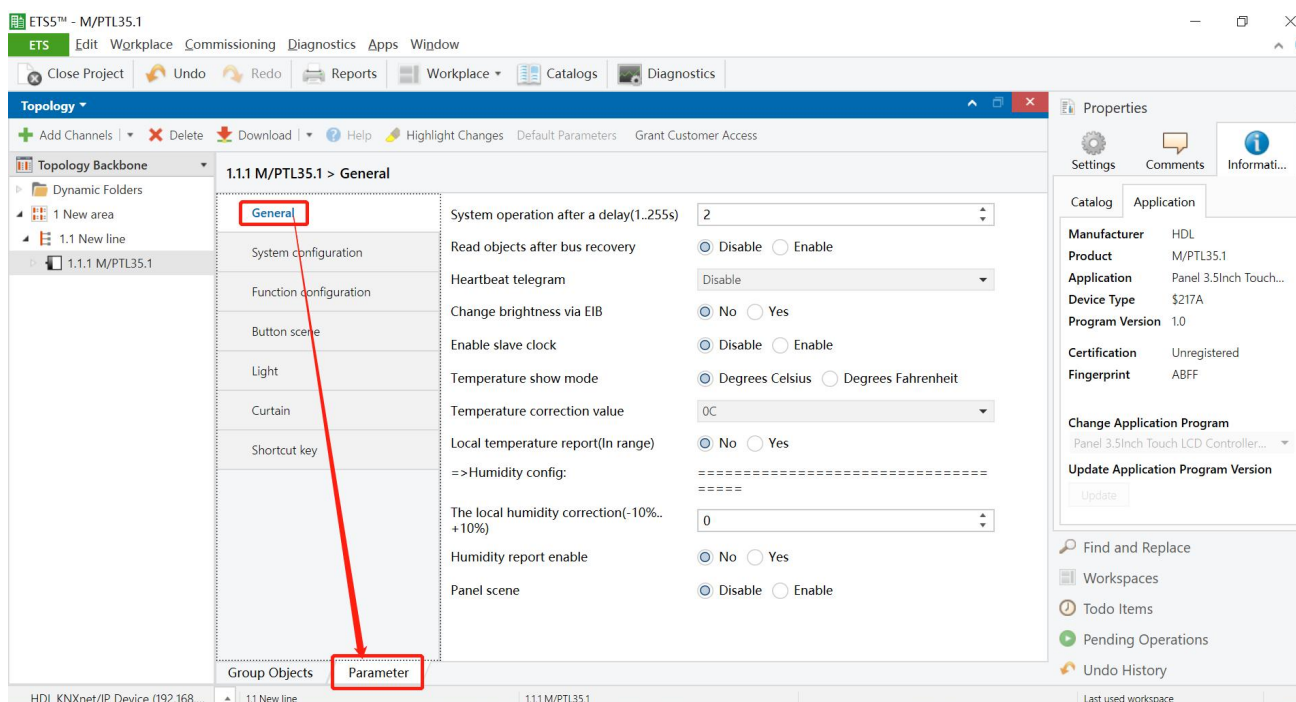 ETS5™ - M/PTL35.1
ETS Edit Workplace Commissioning Diagnostics Apps Window
Close Project Undo Redo Reports Workplace Catalogs Diagnostics
Topology
Add Channels Delete Download Help Highlight Changes Default Parameters Grant Customer Access
Topology Backbone
Dynamic Folders
1 New area
1.1 New line
1.1.1 M/PTL35.1
1.1.1 M/PTL35.1 > General
General
System configuration
Function configuration
Button scene
Light
Curtain
Shortcut key
System operation after a delay(1..255s) 2
Read objects after bus recovery Disable Enable
Heartbeat telegram Disable
Change brightness via EIB No Yes
Enable slave clock Disable Enable
Temperature show mode Degrees Celsius Degrees Fahrenheit
Temperature correction value 0C
Local temperature report(In range) No Yes
=>Humidity config: ================================
=====
The local humidity correction(-10%..
+10%) 0
Humidity report enable No Yes
Panel scene Disable Enable
Group Objects Parameter
Properties
Settings Comments Informati...
Catalog Application
Manufacturer HDL
Product M/PTL35.1
Application Panel 3.5Inch Touch...
Device Type $217A
Program Version 1.0
Certification Unregistered
Fingerprint ABFF
Change Application Program
Panel 3.5Inch Touch LCD Controller...
Update Application Program Version
Update
Find and Replace
Workspaces
Todo Items
Pending Operations
Undo History
HDL KNXnet/IP Device (192.168.... 1.1 New line 1.1.1 M/PTL35.1 Last used workspace